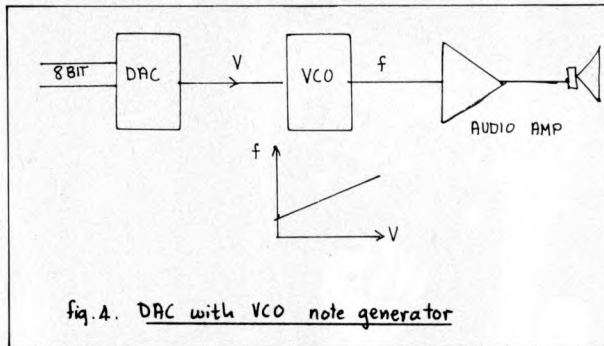 8 BIT
DAC
V
VCO
f
AUDIO AMP
f
V
fig.4. DAC with VCO note generator